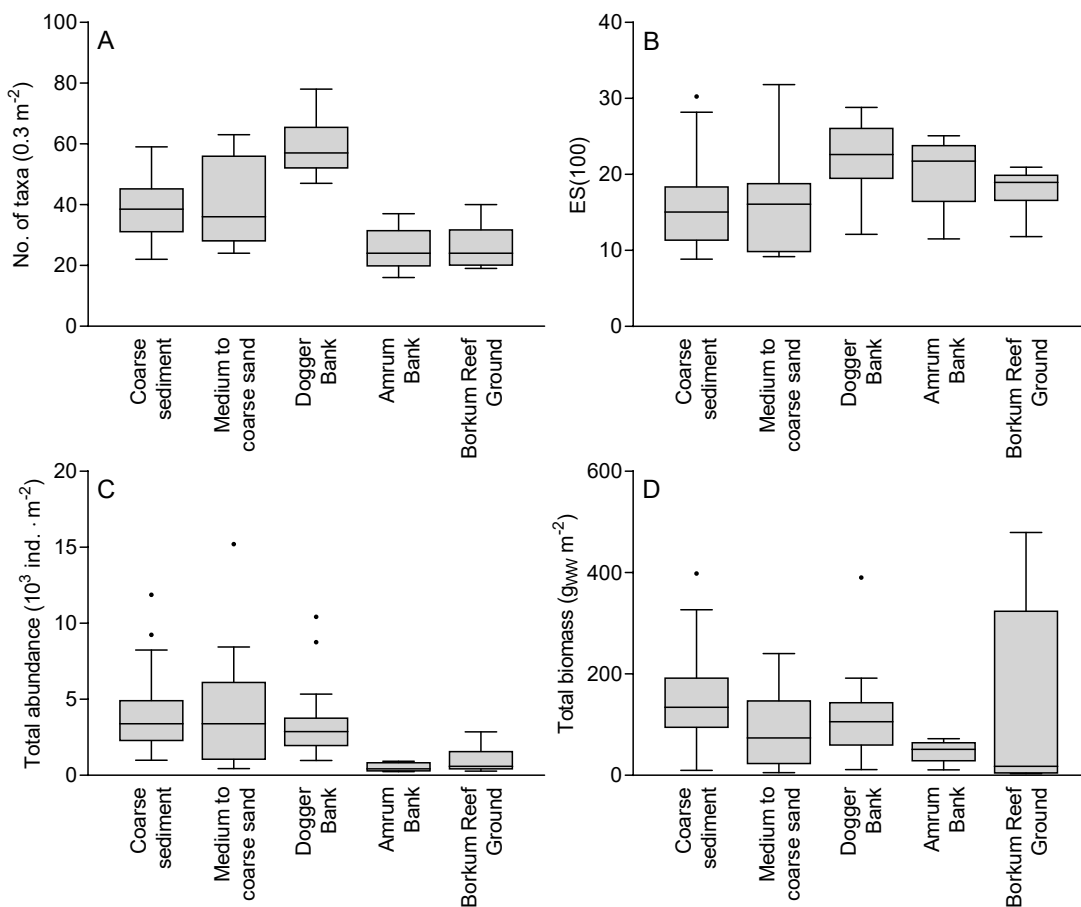 A
No. of taxa (0.3 m⁻²)
100
80
60
40
20
0
Coarse
sediment
Medium to
coarse sand
Dogger
Bank
Amrum
Bank
Borkum Reef
Ground
B
ES(100)
40
30
20
10
0
Coarse
sediment
Medium to
coarse sand
Dogger
Bank
Amrum
Bank
Borkum Reef
Ground
C
Total abundance (10³ ind. · m⁻²)
20
15
10
5
0
Coarse
sediment
Medium to
coarse sand
Dogger
Bank
Amrum
Bank
Borkum Reef
Ground
D
Total biomass (gww m⁻²)
600
400
200
0
Coarse
sediment
Medium to
coarse sand
Dogger
Bank
Amrum
Bank
Borkum Reef
Ground